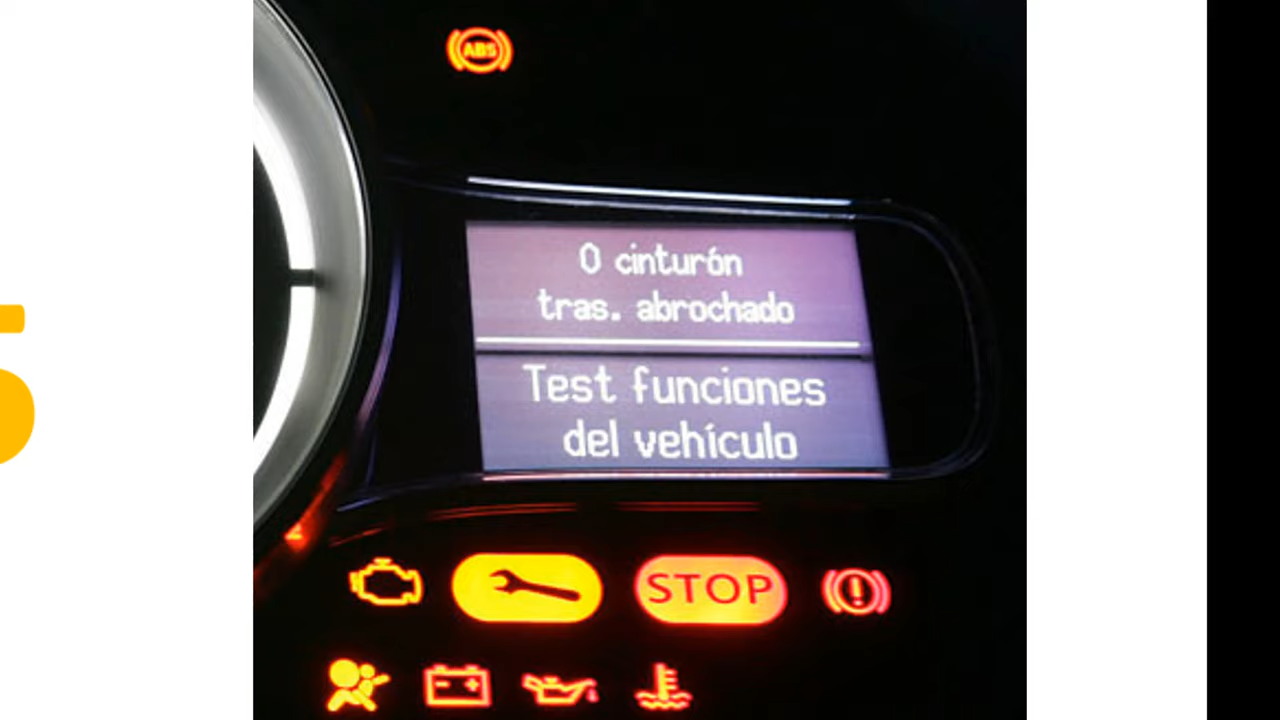 ABS
0 cinturón
tras. abrochado
Test funciones
del vehículo
STOP